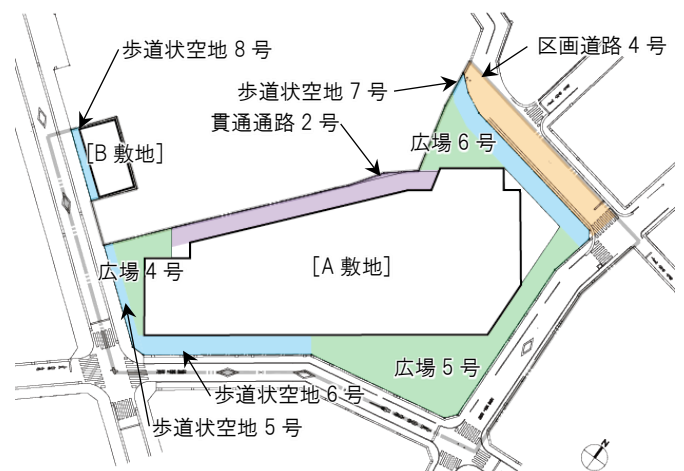 歩道状空地8号
区画道路4号
歩道状空地7号
貫通通路2号
広場6号
[B敷地]
広場4号
[A敷地]
広場5号
歩道状空地6号
歩道状空地5号